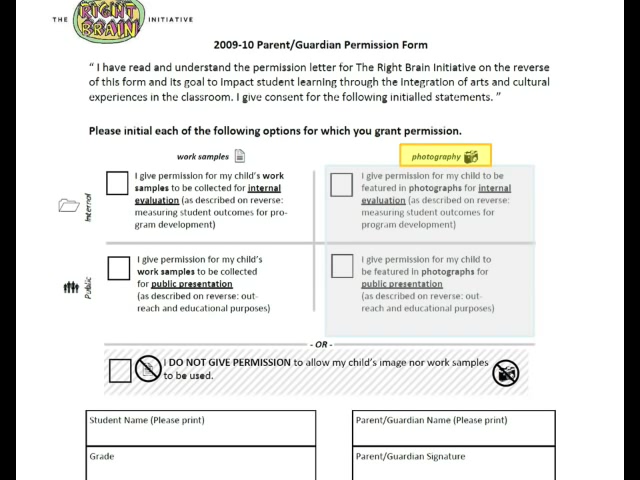 THE RIGHT BRAIN INITIATIVE
2009-10 Parent/Guardian Permission Form
“ I have read and understand the permission letter for The Right Brain Initiative on the reverse
of this form and its goal to impact student learning through the integration of arts and cultural
experiences in the classroom. I give consent for the following initialled statements. ”
Please initial each of the following options for which you grant permission.
work samples
photography
Internal
I give permission for my child's work
samples to be collected for internal
evaluation (as described on reverse:
measuring student outcomes for pro-
gram development)
I give permission for my child to be
featured in photographs for internal
evaluation (as described on reverse:
measuring student outcomes for
program development)
Public
I give permission for my child's
work samples to be collected
for public presentation
(as described on reverse: out-
reach and educational purposes)
I give permission for my child to
be featured in photographs for
public presentation
(as described on reverse: out-
reach and educational purposes)
- OR -
I DO NOT GIVE PERMISSION to allow my child's image nor work samples
to be used.
Student Name (Please print)
Parent/Guardian Name (Please print)
Grade
Parent/Guardian Signature